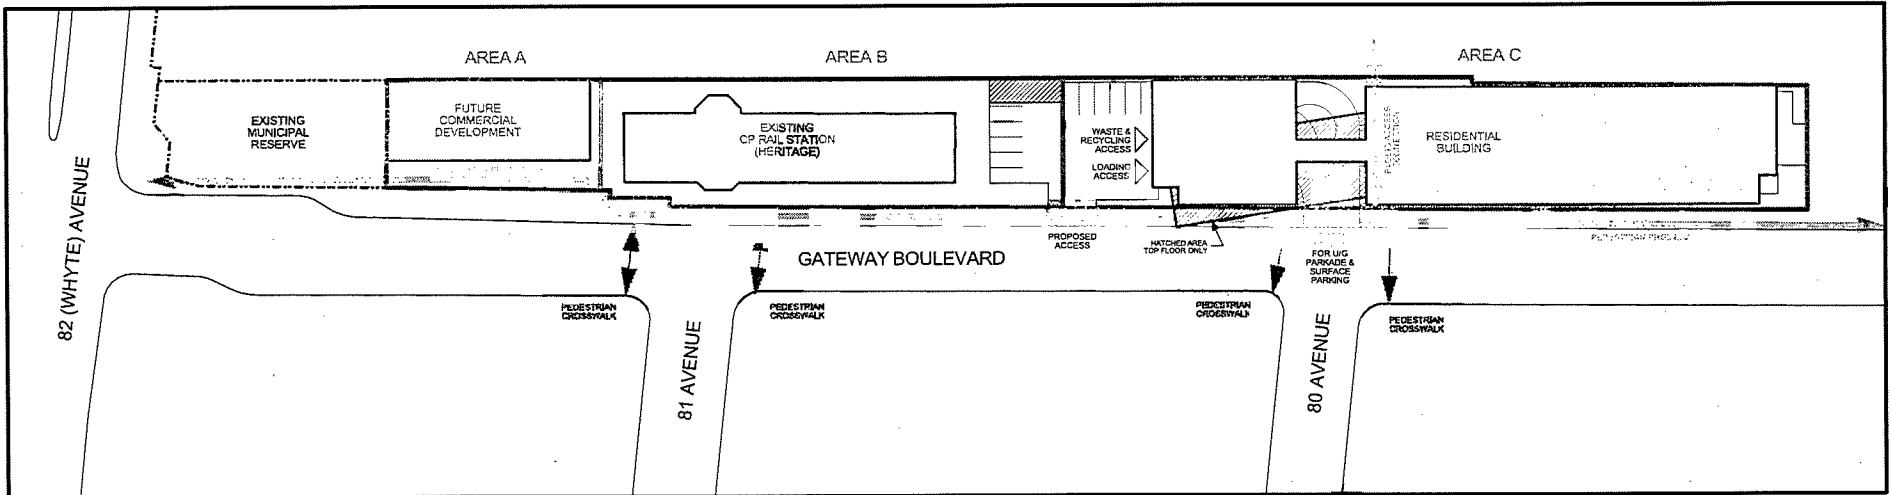 AREA A
AREA B
AREA C
EXISTING
MUNICIPAL
RESERVE
FUTURE
COMMERCIAL
DEVELOPMENT
EXISTING
CP RAIL STATION
(HERITAGE)
WASTE &
RECYCLING
ACCESS
LOADING
ACCESS
RESIDENTIAL
BUILDING
PROPOSED
ACCESS
HATCHED AREA
TOP FLOOR ONLY
FOR U/G
PARKADE &
SURFACE
PARKING
GATEWAY BOULEVARD
82 (WHYTE) AVENUE
PEDESTRIAN
CROSSWALK
81 AVENUE
PEDESTRIAN
CROSSWALK
PEDESTRIAN
CROSSWALK
80 AVENUE
PEDESTRIAN
CROSSWALK